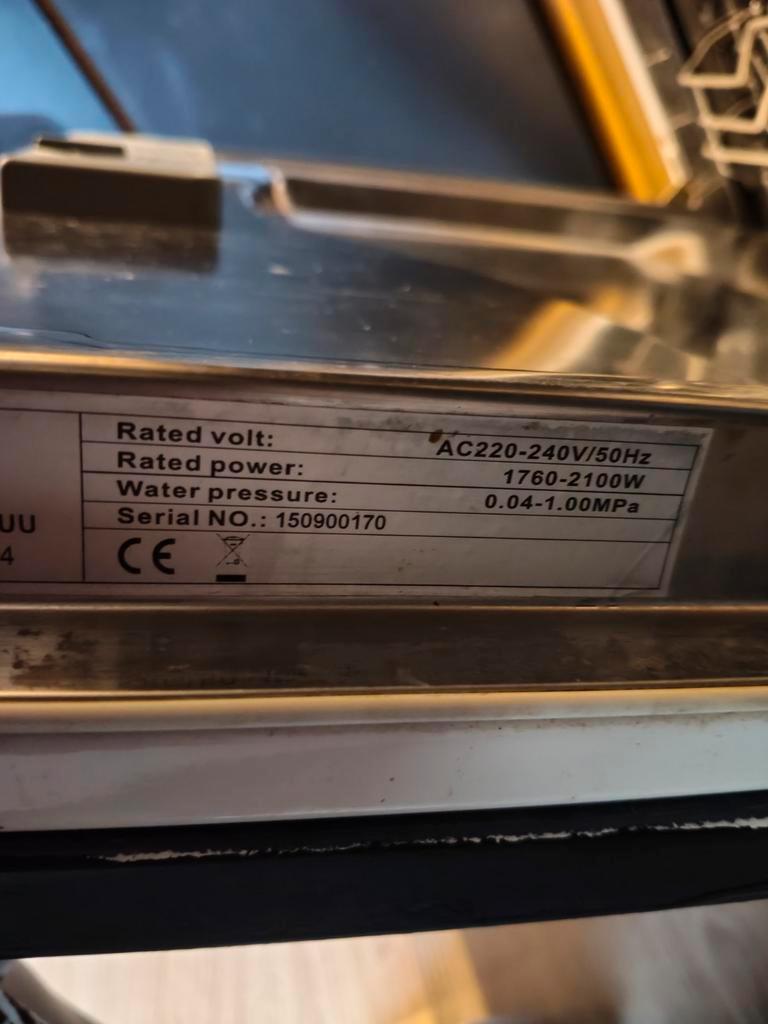 Rated volt: AC220-240V/50Hz
Rated power: 1760-2100W
Water pressure: 0.04-1.00MPa
Serial NO.: 150900170
UU
4
CE